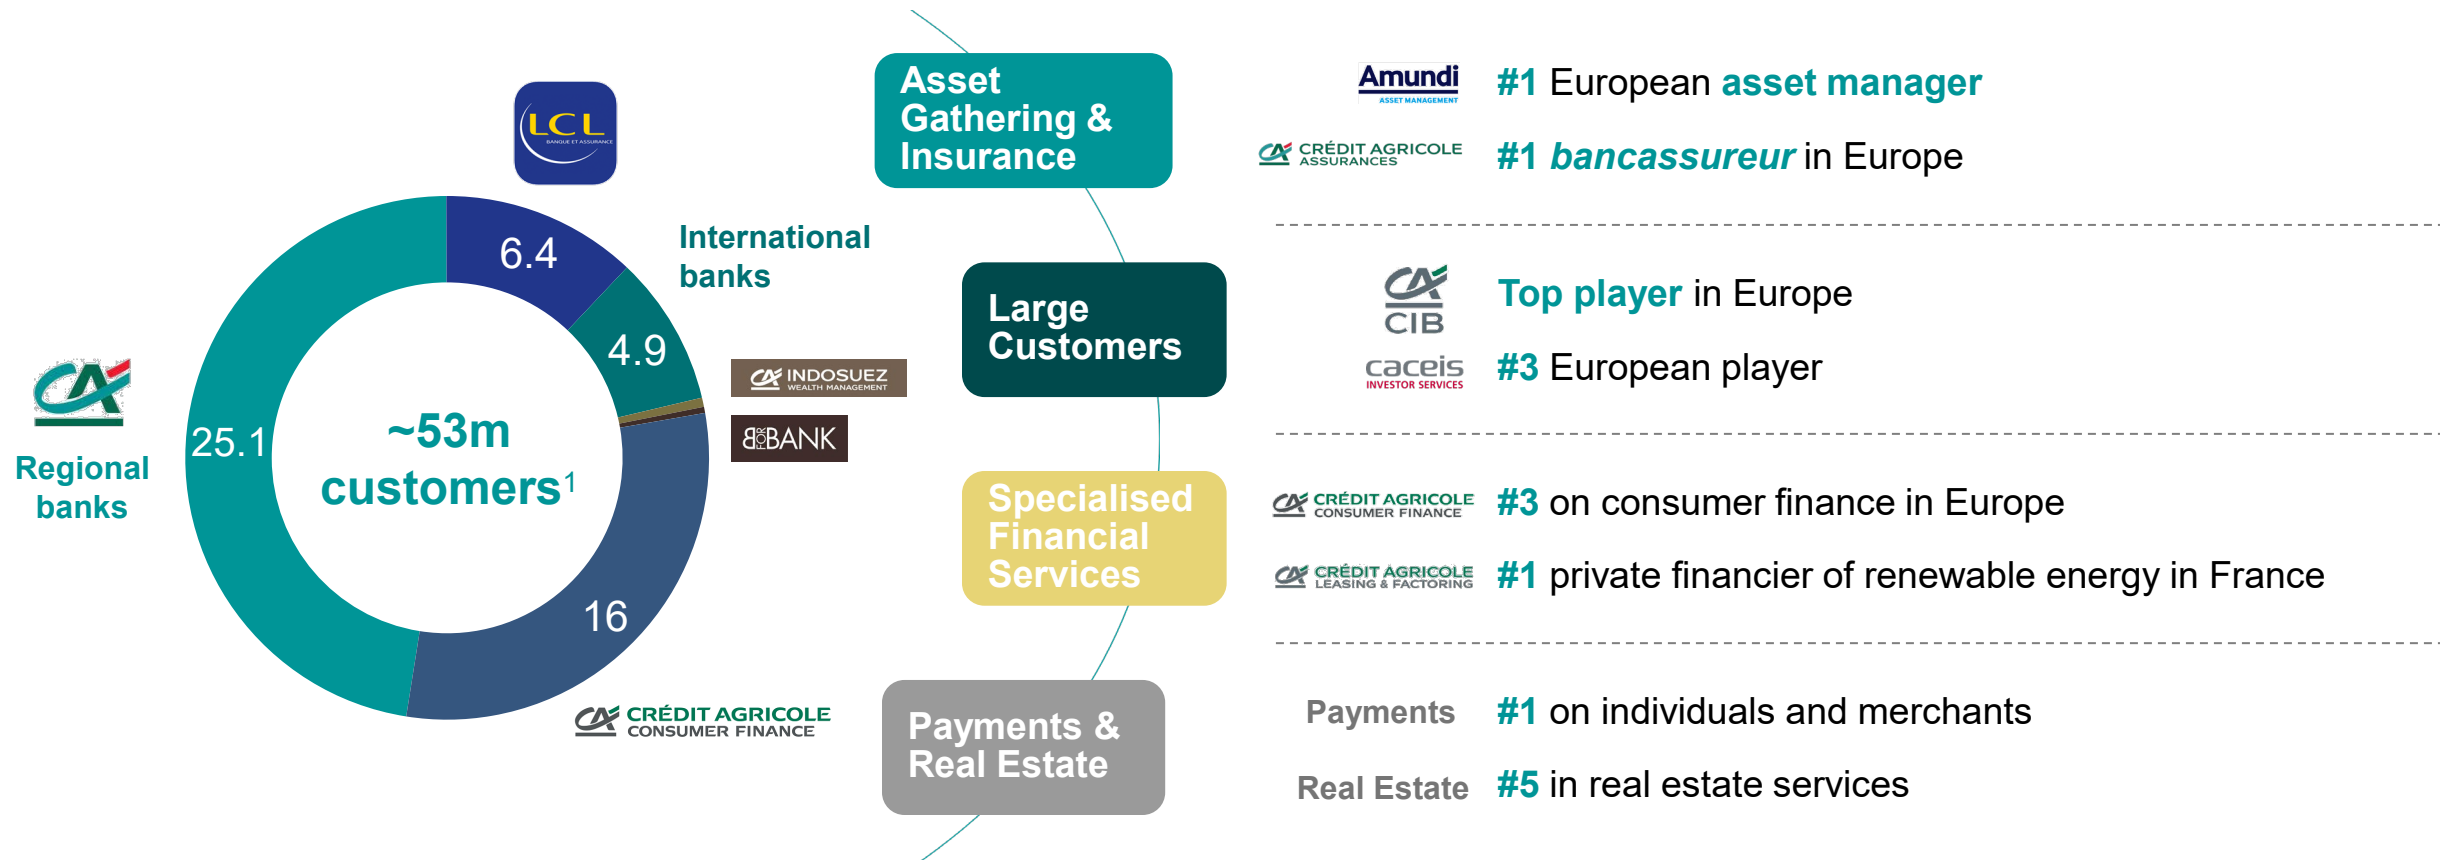 LCL
BANQUE ET ASSURANCE
6.4
International
banks
4.9
INDOSUEZ
WEALTH MANAGEMENT
BFORBANK
25.1
Regional
banks
~53m
customers1
16
CRÉDIT AGRICOLE
CONSUMER FINANCE
Asset
Gathering &
Insurance
Amundi
ASSET MANAGEMENT
#1 European asset manager
CRÉDIT AGRICOLE
ASSURANCES
#1 bancassureur in Europe
Large
Customers
CA
CIB
Top player in Europe
caceis
INVESTOR SERVICES
#3 European player
Specialised
Financial
Services
CRÉDIT AGRICOLE
CONSUMER FINANCE
#3 on consumer finance in Europe
CRÉDIT AGRICOLE
LEASING & FACTORING
#1 private financier of renewable energy in France
Payments &
Real Estate
Payments
#1 on individuals and merchants
Real Estate
#5 in real estate services